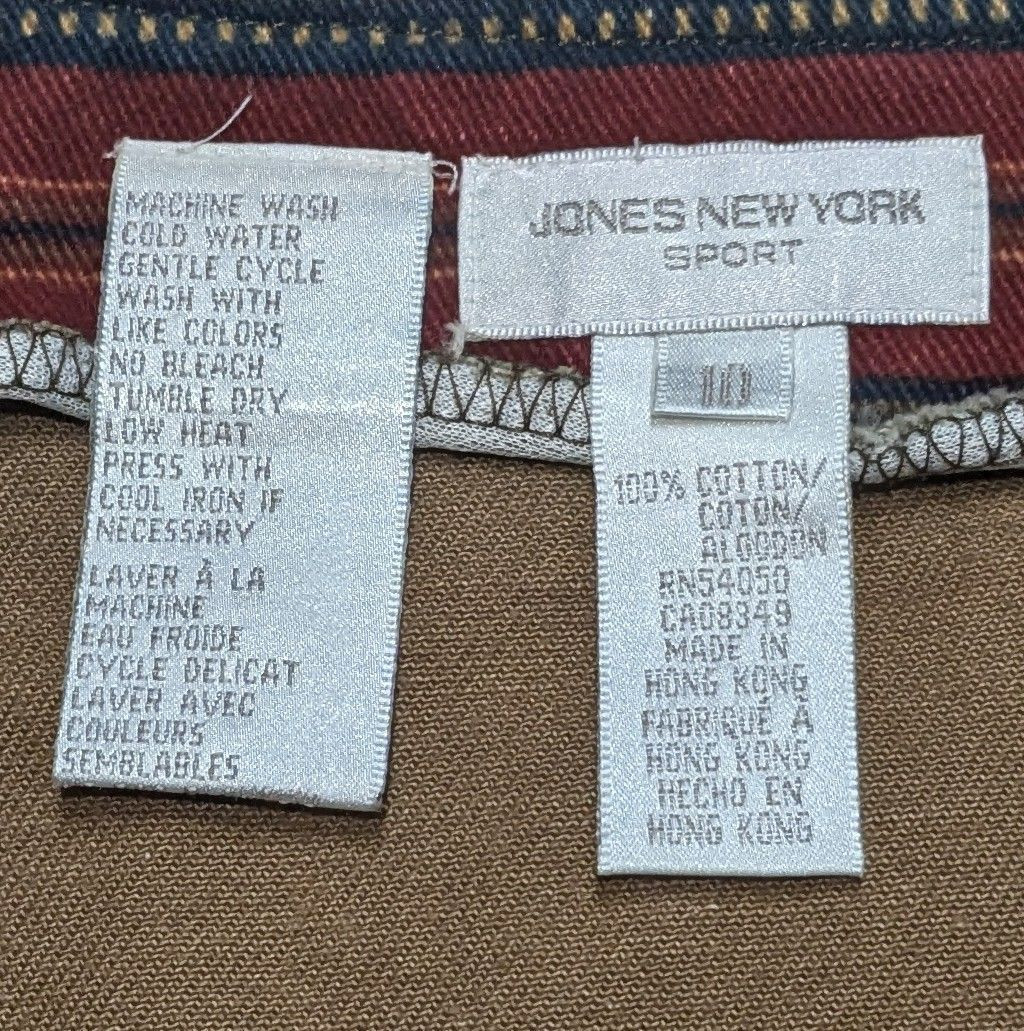 MACHINE WASH
COLD WATER
GENTLE CYCLE
WASH WITH
LIKE COLORS
NO BLEACH
TUMBLE DRY
LOW HEAT
PRESS WITH
COOL IRON IF
NECESSARY
LAVER À LA
MACHINE
EAU FROIDE
CYCLE DELICAT
LAVER AVEC
COULEURS
SEMBLABLES
JONES NEW YORK
SPORT
10
100% COTTON/
COTON/
ALGODON
RN54050
CA08349
MADE IN
HONG KONG
FABRIQUÉ À
HONG KONG
HECHO EN
HONG KONG